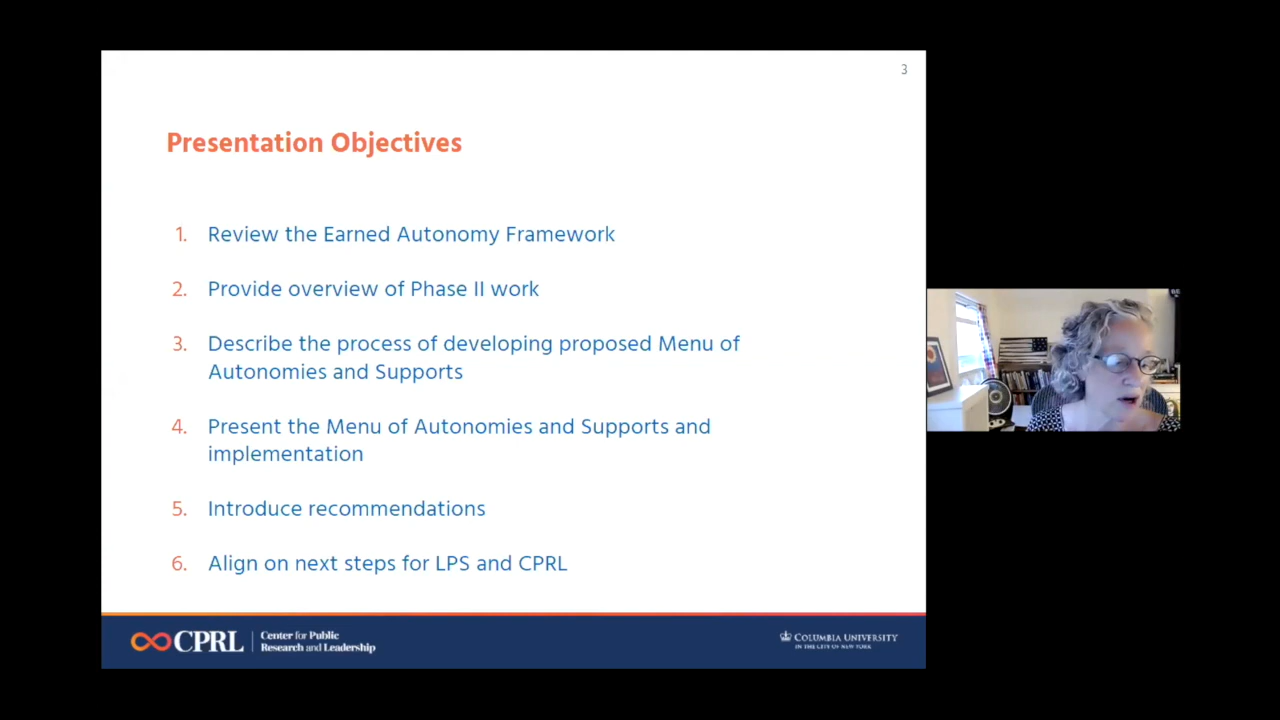 3
Presentation Objectives
1. Review the Earned Autonomy Framework
2. Provide overview of Phase II work
3. Describe the process of developing proposed Menu of
Autonomies and Supports
4. Present the Menu of Autonomies and Supports and
implementation
5. Introduce recommendations
6. Align on next steps for LPS and CPRL
CPRL
Center for Public
Research and Leadership
COLUMBIA UNIVERSITY
IN THE CITY OF NEW YORK